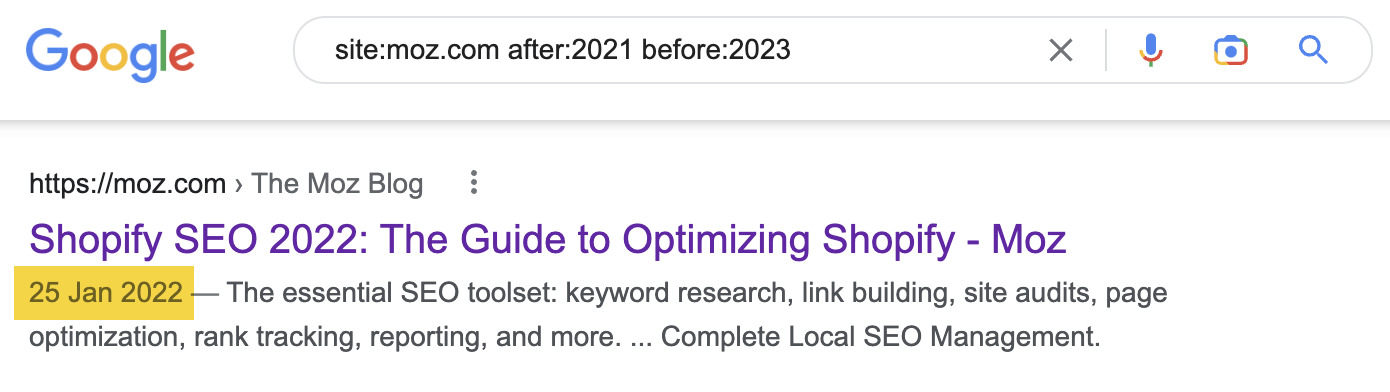 Google
site:moz.com after:2021 before:2023
https://moz.com › The Moz Blog
Shopify SEO 2022: The Guide to Optimizing Shopify - Moz
25 Jan 2022 — The essential SEO toolset: keyword research, link building, site audits, page
optimization, rank tracking, reporting, and more. ... Complete Local SEO Management.